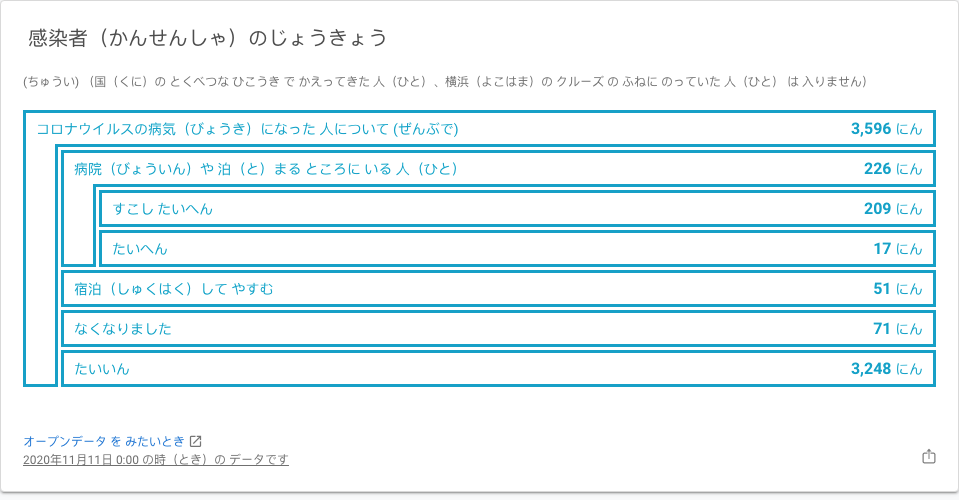 感染者（かんせんしゃ）のじょうきょう
(ちゅうい) （国（くに）の とくべつな ひこうき で かえってきた 人（ひと）、横浜（よこはま）の クルーズ の ふねに のっていた 人（ひと） は 入りません）
コロナウイルスの病気（びょうき）になった 人について (ぜんぶで) 3,596 にん
病院（びょういん）や 泊（と）まる ところに いる 人（ひと） 226 にん
すこし たいへん 209 にん
たいへん 17 にん
宿泊（しゅくはく）して やすむ 51 にん
なくなりました 71 にん
たいいん 3,248 にん
オープンデータ を みたいとき
2020年11月11日 0:00 の時（とき）の データです